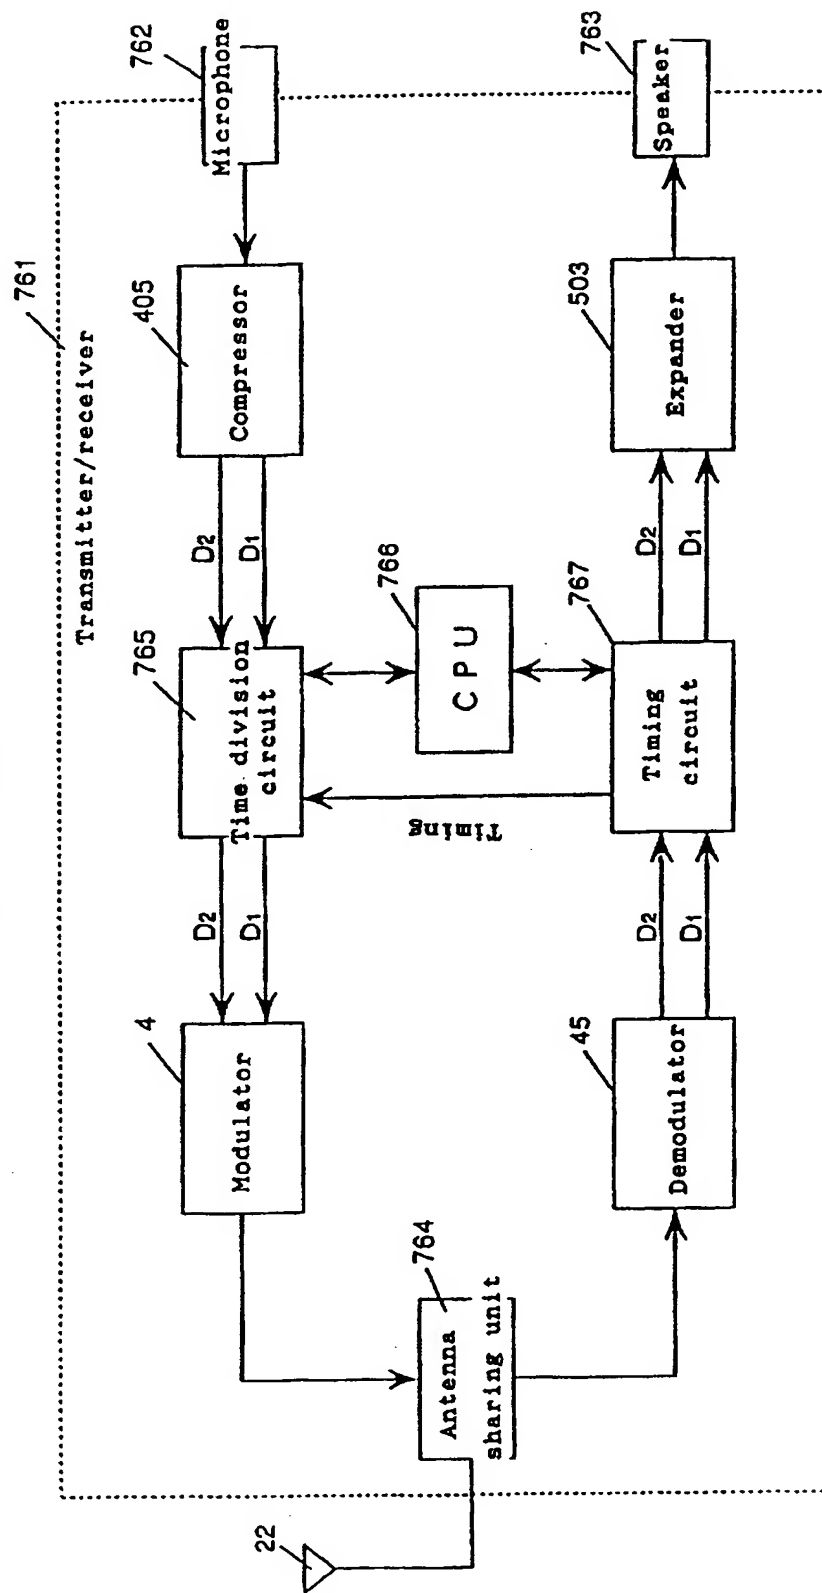 761
Transmitter/receiver
22
764
Antenna
sharing unit
4
Modulator
D2
D1
765
Time division
circuit
D2
D1
405
Compressor
762
Microphone
Timing
766
CPU
45
Demodulator
D2
D1
767
Timing
circuit
D2
D1
503
Expander
763
Speaker